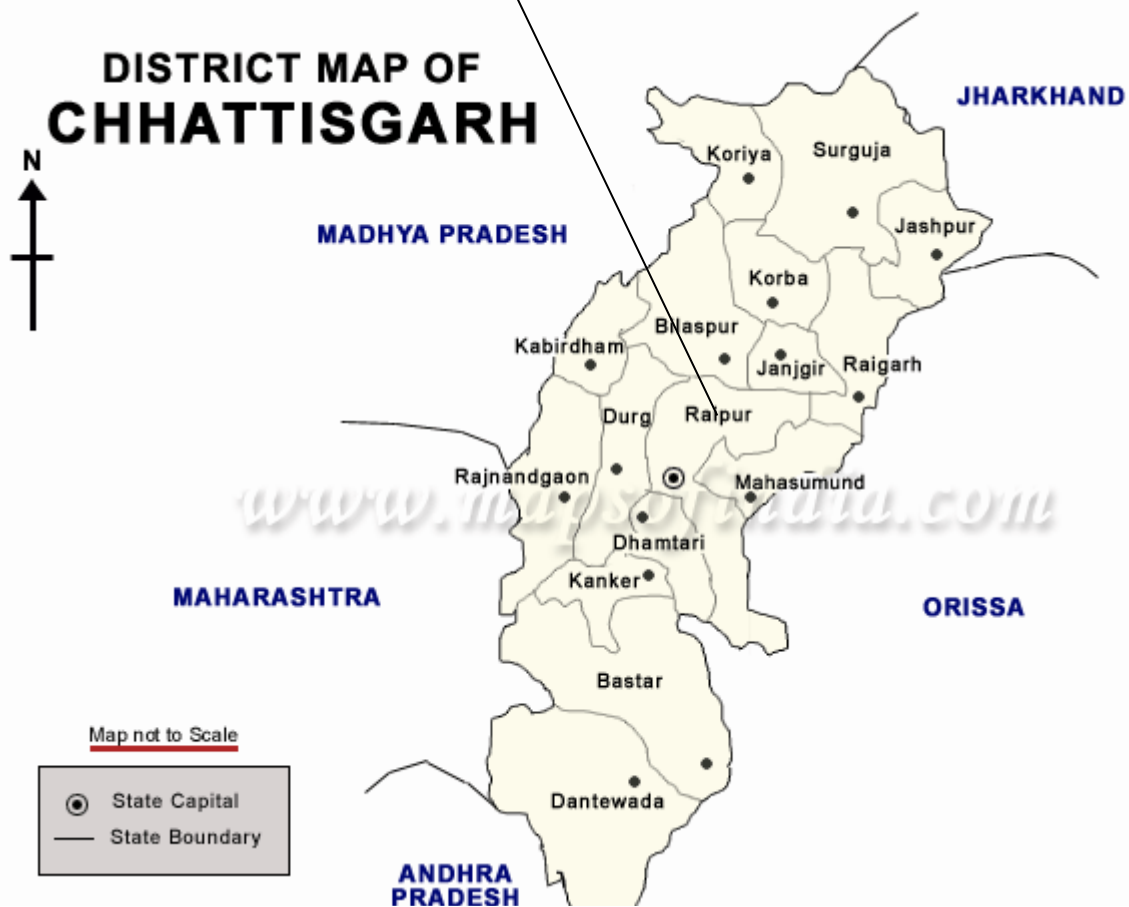 DISTRICT MAP OF
CHHATTISGARH
JHARKHAND
N
Koriya
Surguja
MADHYA PRADESH
Jashpur
Korba
Bilaspur
Kabirdham
Janjgir
Raigarh
Durg
Raipur
Rajnandgaon
Mahasumund
www.mapsofindia.com
Dhamtari
Kanker
MAHARASHTRA
ORISSA
Bastar
Map not to Scale
State Capital
Dantewada
State Boundary
ANDHRA
PRADESH